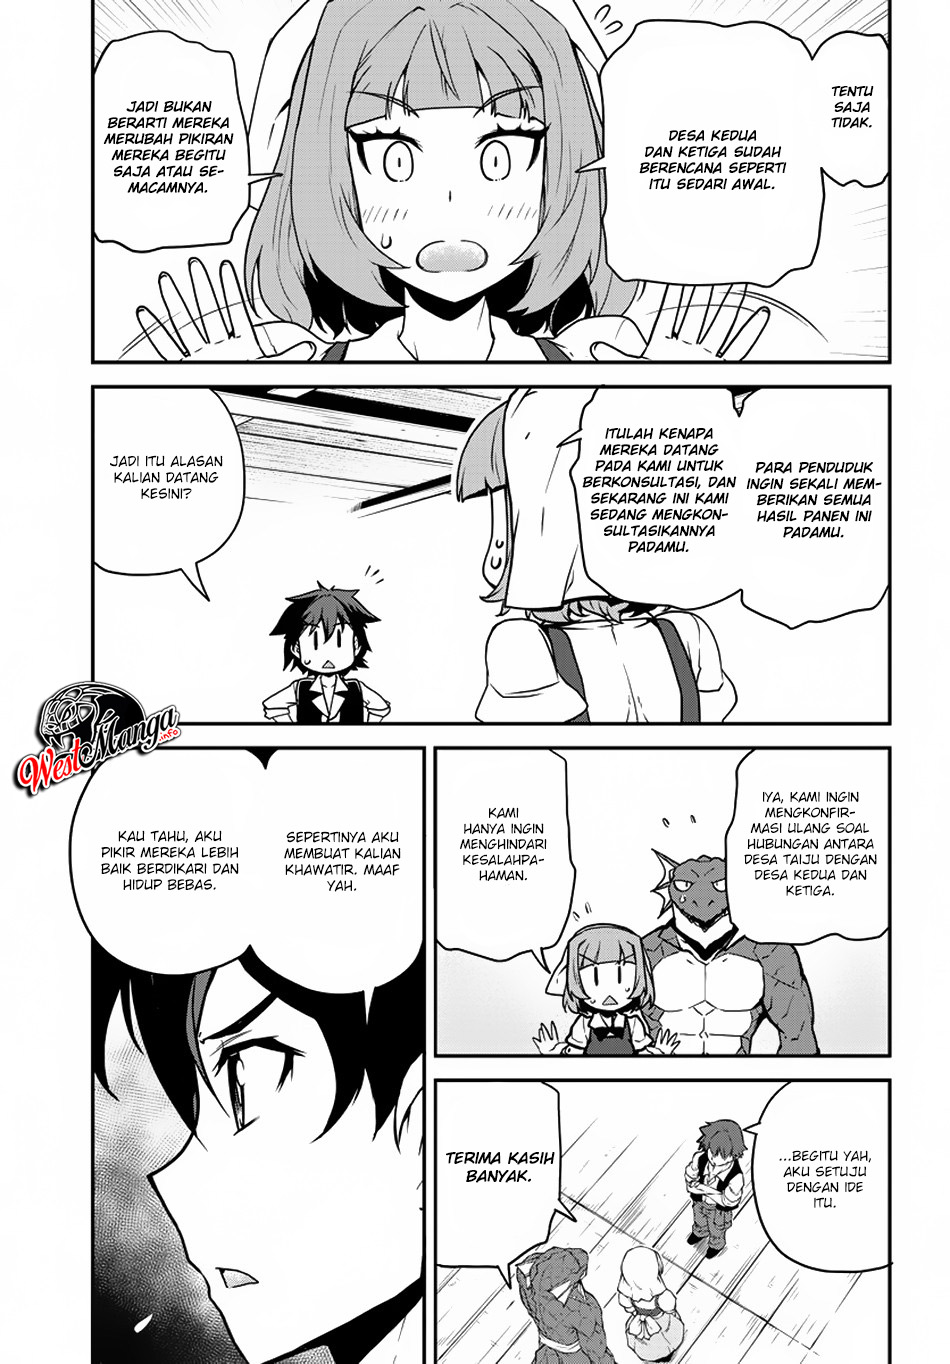 TENTU
SAJA
TIDAK.
DESA KEDUA
DAN KETIGA SUDAH
BERENCANA SEPERTI
ITU SEDARI AWAL.
JADI BUKAN
BERARTI MEREKA
MERUBAH PIKIRAN
MEREKA BEGITU
SAJA ATAU SE-
MACAMNYA.
PARA PENDUDUK
INGIN SEKALI MEM-
BERIKAN SEMUA
HASIL PANEN INI
PADAMU.
ITULAH KENAPA
MEREKA DATANG
PADA KAMI UNTUK
BERKONSULTASI, DAN
SEKARANG INI KAMI
SEDANG MENGKON-
SULTASIKANNYA
PADAMU.
JADI ITU ALASAN
KALIAN DATANG
KESINI?
WestManga
.info
IYA, KAMI INGIN
MENGKONFIR-
MASI ULANG SOAL
HUBUNGAN ANTARA
DESA TAIJU DENGAN
DESA KEDUA DAN
KETIGA.
KAMI
HANYA INGIN
MENGHINDARI
KESALAHPA-
HAMAN.
...BEGITU YAH,
AKU SETUJU
DENGAN IDE
ITU.
TERIMA KASIH
BANYAK.
SEPERTINYA AKU
MEMBUAT KALIAN
KHAWATIR. MAAF
YAH.
KAU TAHU, AKU
PIKIR MEREKA LEBIH
BAIK BERDIKARI DAN
HIDUP BEBAS.